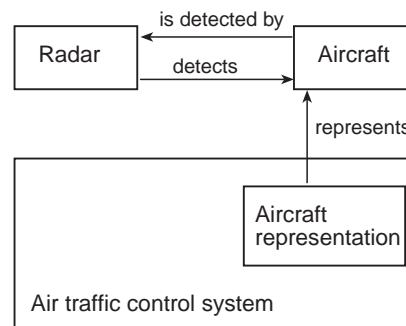 is detected by
Radar
Aircraft
detects
represents
Aircraft
representation
Air traffic control system